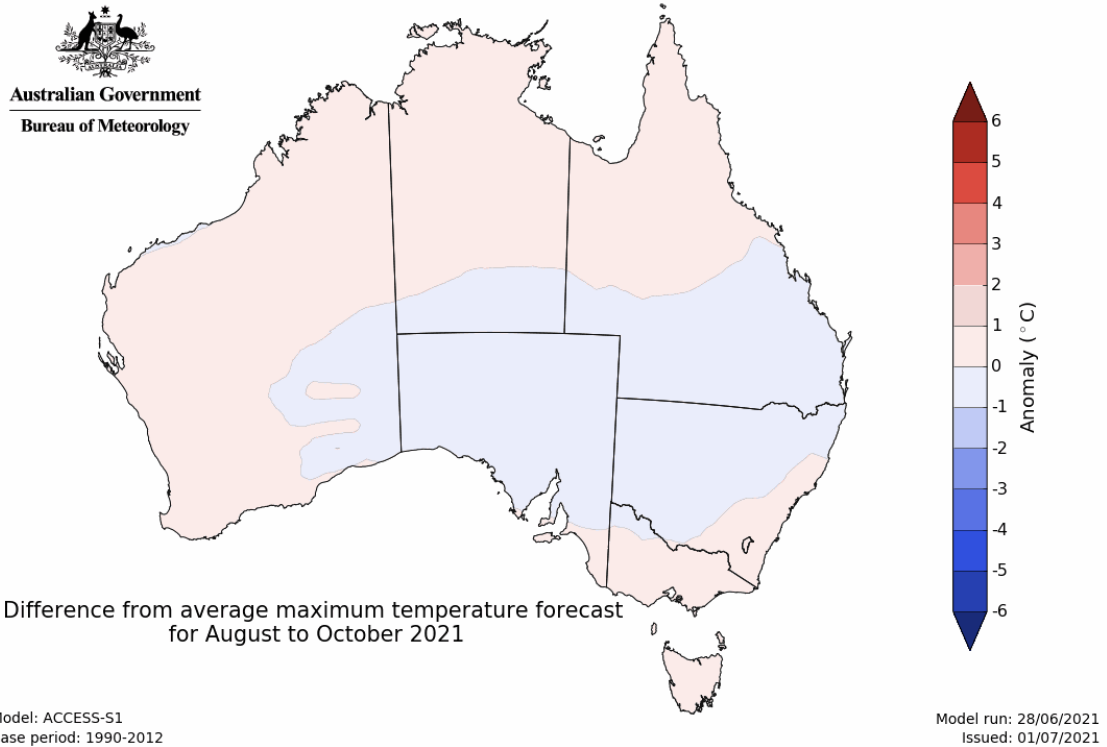 Australian Government
Bureau of Meteorology
6
5
4
3
2
1
0
-1
-2
-3
-4
-5
-6
Anomaly (°C)
Difference from average maximum temperature forecast
for August to October 2021
Model: ACCESS-S1
ase period: 1990-2012
Model run: 28/06/2021
Issued: 01/07/2021